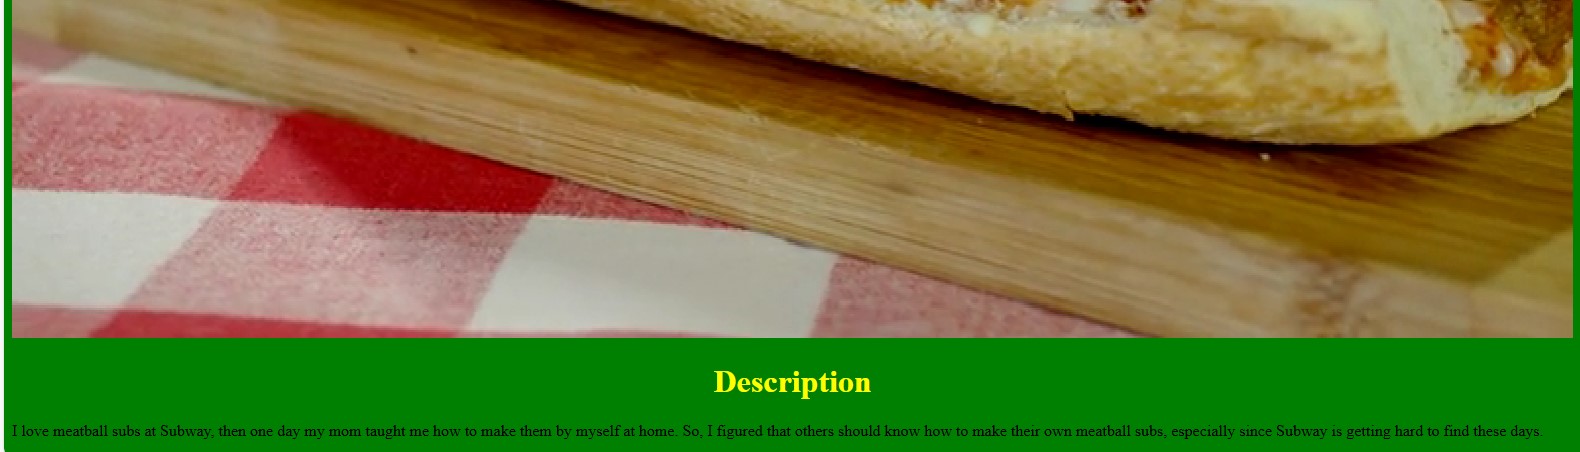 Description
I love meatball subs at Subway, then one day my mom taught me how to make them by myself at home. So, I figured that others should know how to make their own meatball subs, especially since Subway is getting hard to find these days.